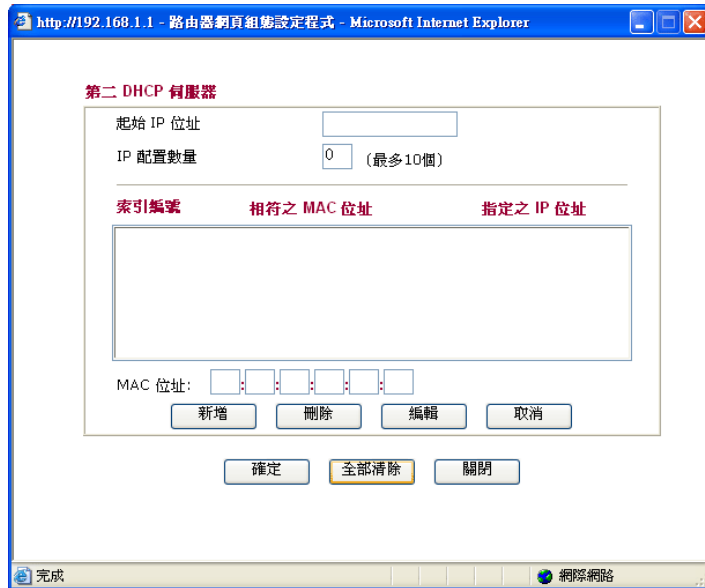 http://192.168.1.1 - 路由器網頁組態設定程式 - Microsoft Internet Explorer
第二 DHCP 伺服器
起始 IP 位址
IP 配置數量 0 (最多10個)
索引編號 相符之 MAC 位址 指定之 IP 位址
MAC 位址: : : : : :
新增 刪除 編輯 取消
確定 全部清除 關閉
完成 網際網路